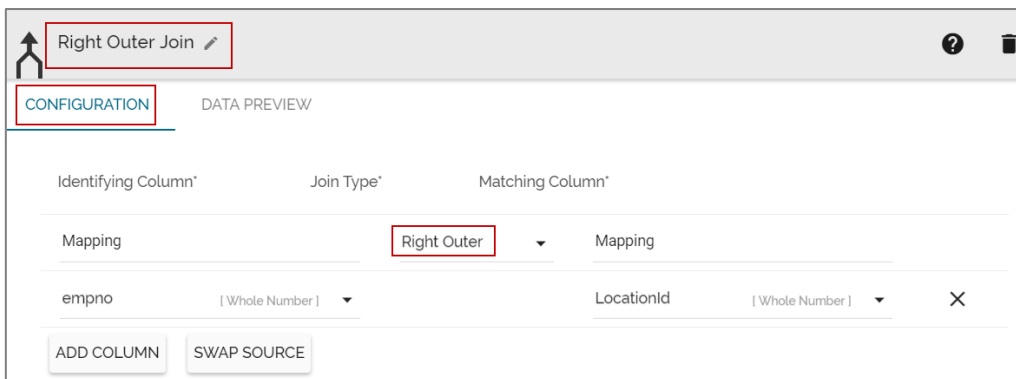 Right Outer Join
CONFIGURATION DATA PREVIEW
Identifying Column* Join Type* Matching Column*
Mapping Right Outer Mapping
empno [ Whole Number ] LocationId [ Whole Number ]
ADD COLUMN SWAP SOURCE